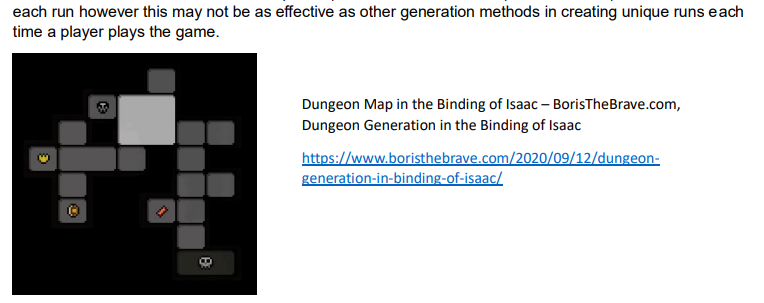 each run however this may not be as effective as other generation methods in creating unique runs each
time a player plays the game.
Dungeon Map in the Binding of Isaac – BorisTheBrave.com,
Dungeon Generation in the Binding of Isaac
https://www.boristhebrave.com/2020/09/12/dungeon-
generation-in-binding-of-isaac/